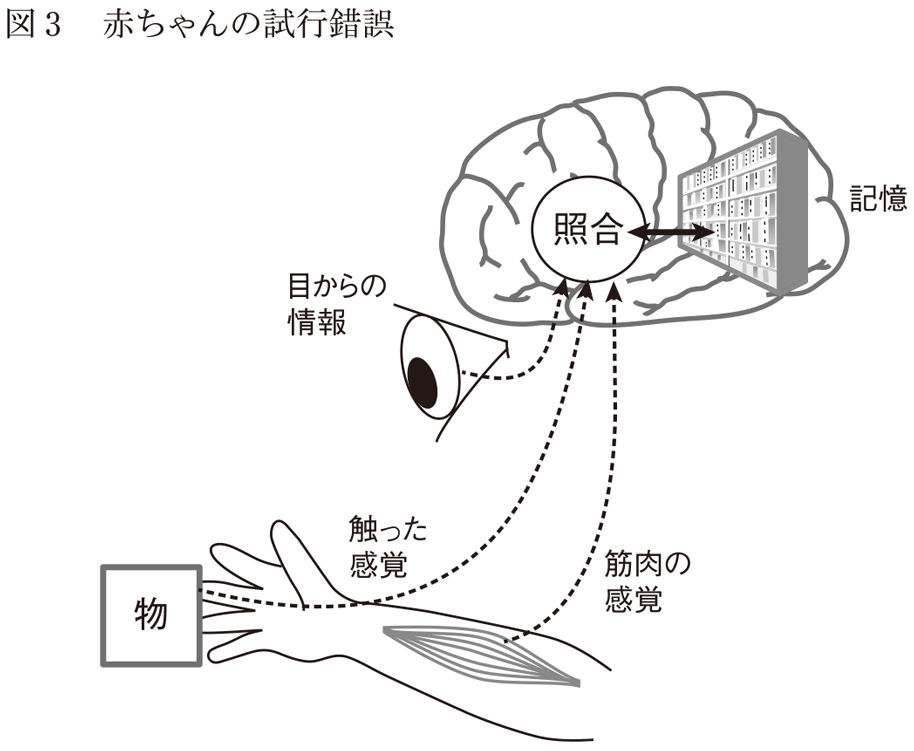 図3 赤ちゃんの試行錯誤
記憶
照合
目からの
情報
触った
感覚
筋肉の
感覚
物